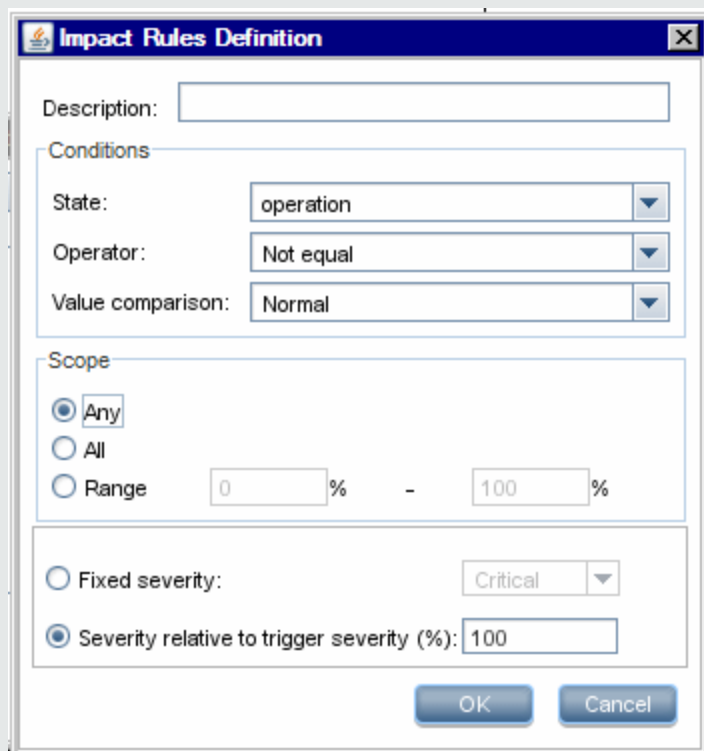 Impact Rules Definition
Description:
Conditions
State: operation
Operator: Not equal
Value comparison: Normal
Scope
Any
All
Range 0 % - 100 %
Fixed severity: Critical
Severity relative to trigger severity (%): 100
OK Cancel